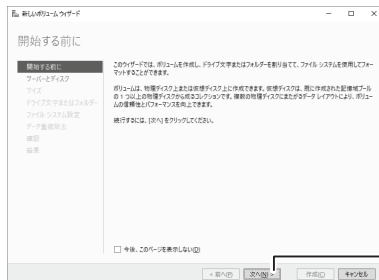 新しいボリューム ウィザード
開始する前に
開始する前に
サーバーとディスク
サイズ
ドライブ文字またはフォルダー
ファイル システム設定
データ重複除去
確認
結果
このウィザードでは、ボリュームを作成し、ドライブ文字またはフォルダーを割り当てて、ファイル システムを使用してフォー
マットすることができます。
ボリュームは、物理ディスク上または仮想ディスク上に作成できます。仮想ディスクは、既に作成された記憶域プール
の 1 つ以上の物理ディスクから成るコレクションです。複数の物理ディスクにまたがるデータ レイアウトにより、ボリュー
ムの信頼性とパフォーマンスを向上できます。
続行するには、[次へ] をクリックしてください。
今後、このページを表示しない(D)
< 前へ(P) 次へ(N) > 作成(C) キャンセル